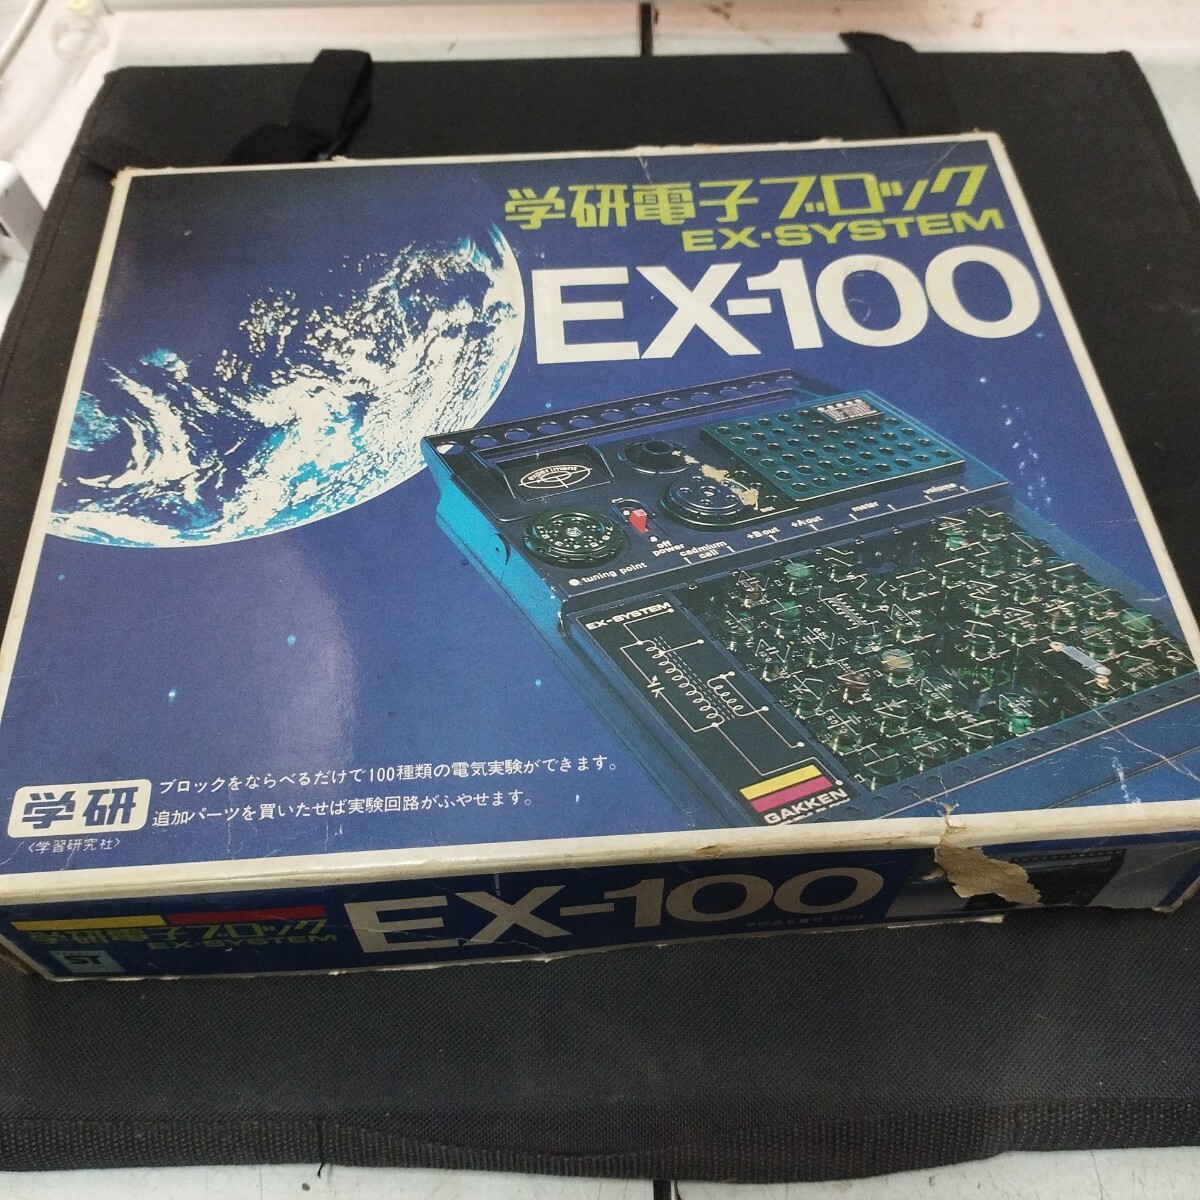 学研電子ブロック
EX·SYSTEM
EX-100
experiment
off
power
cadmium
cell
+B out
+A out
meter
volume
tuning point
EX-SYSTEM
GAKKEN
学研
〈学習研究社〉
ブロックをならべるだけで100種類の電気実験ができます。
追加パーツを買いたせば実験回路がふやせます。
学研電子ブロック
EX·SYSTEM
EX-100
ST